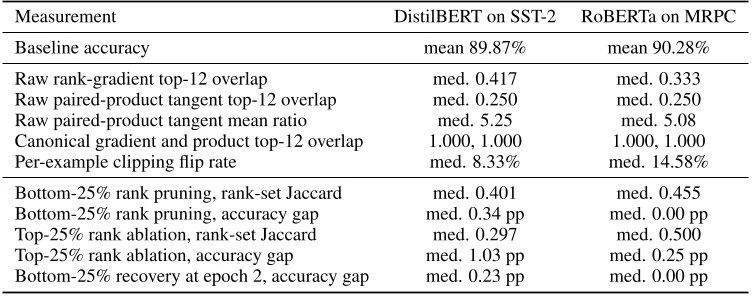 Measurement DistilBERT on SST-2 RoBERTa on MRPC
Baseline accuracy mean 89.87% mean 90.28%
Raw rank-gradient top-12 overlap med. 0.417 med. 0.333
Raw paired-product tangent top-12 overlap med. 0.250 med. 0.250
Raw paired-product tangent mean ratio med. 5.25 med. 5.08
Canonical gradient and product top-12 overlap 1.000, 1.000 1.000, 1.000
Per-example clipping flip rate med. 8.33% med. 14.58%
Bottom-25% rank pruning, rank-set Jaccard med. 0.401 med. 0.455
Bottom-25% rank pruning, accuracy gap med. 0.34 pp med. 0.00 pp
Top-25% rank ablation, rank-set Jaccard med. 0.297 med. 0.500
Top-25% rank ablation, accuracy gap med. 1.03 pp med. 0.25 pp
Bottom-25% recovery at epoch 2, accuracy gap med. 0.23 pp med. 0.00 pp